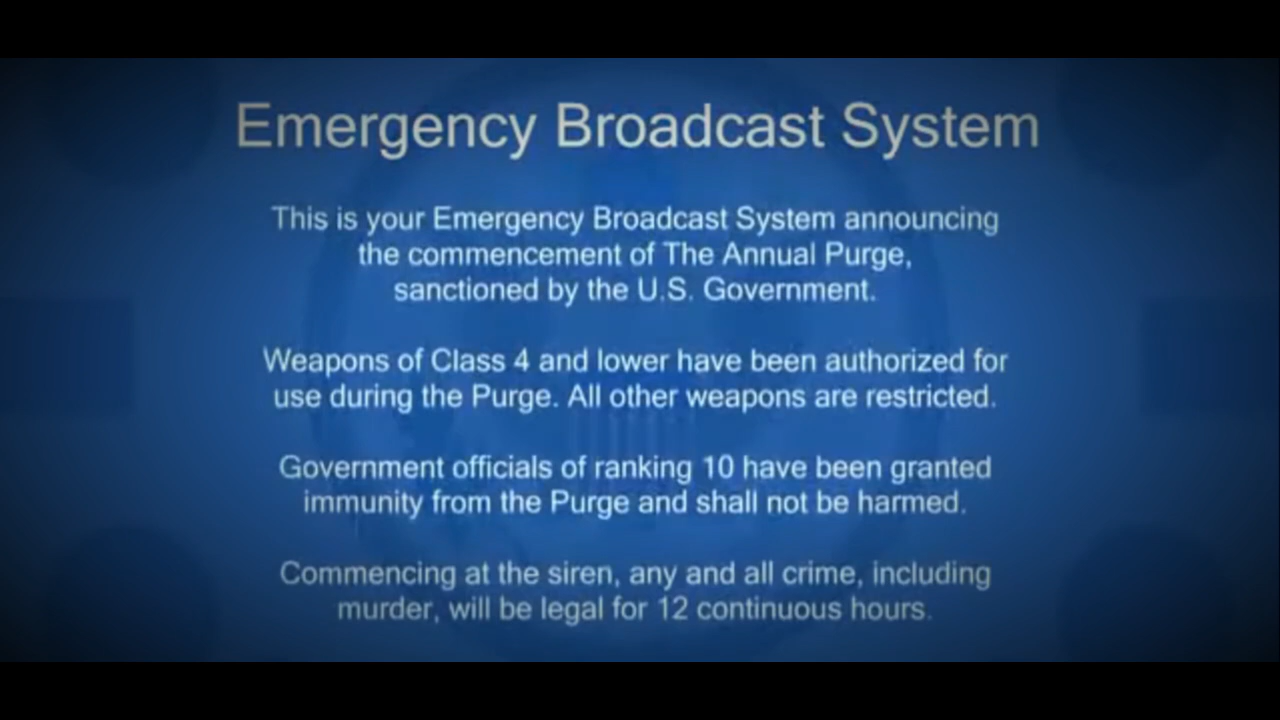 Emergency Broadcast System
This is your Emergency Broadcast System announcing
the commencement of The Annual Purge,
sanctioned by the U.S. Government.
Weapons of Class 4 and lower have been authorized for
use during the Purge. All other weapons are restricted.
Government officials of ranking 10 have been granted
immunity from the Purge and shall not be harmed.
Commencing at the siren, any and all crime, including
murder, will be legal for 12 continuous hours.